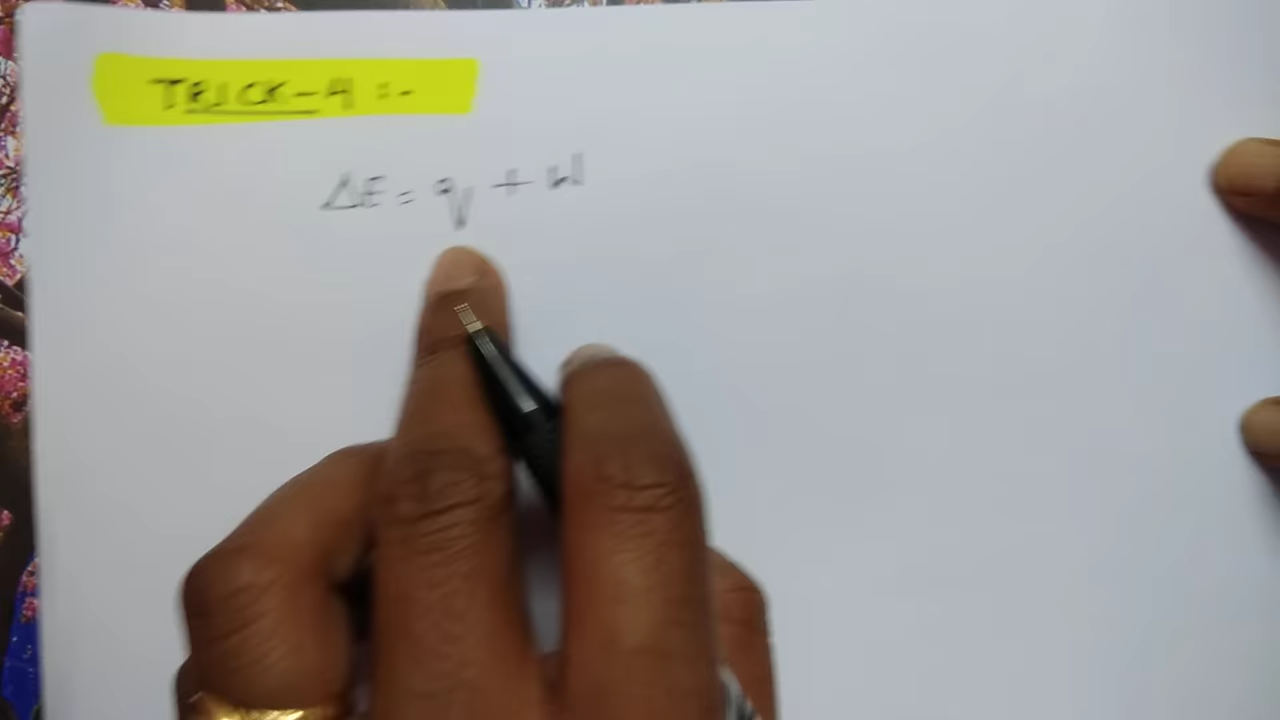 TRICK-4 :-
ΔE = q + W